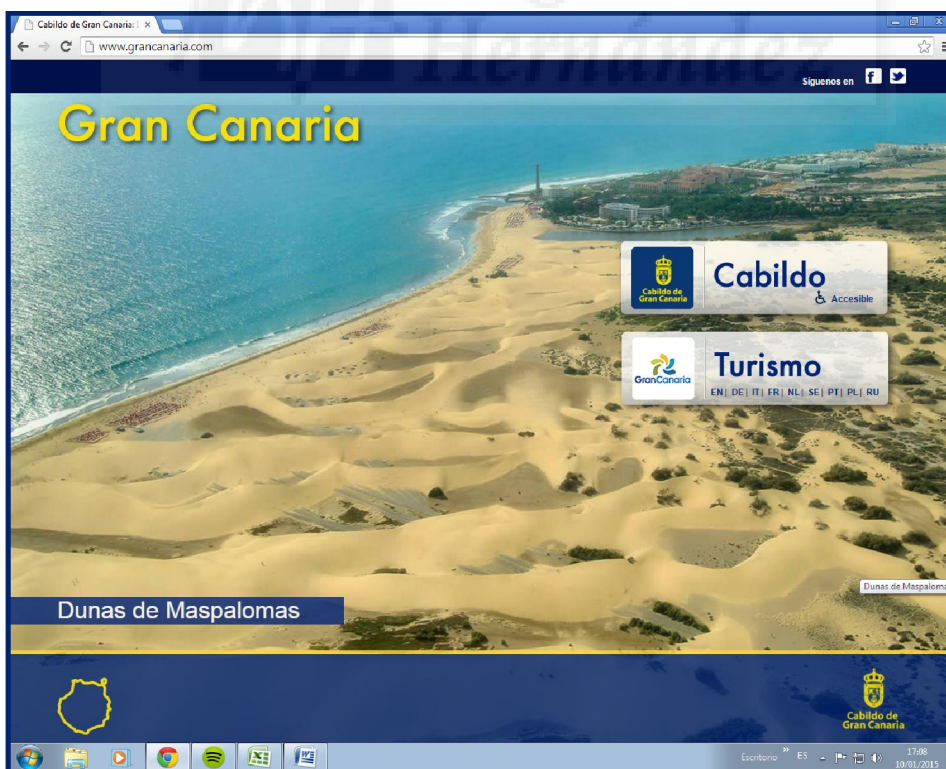 Hernández
Cabildo de Gran Canaria:
www.grancanaria.com
Síguenos en
Gran Canaria
Cabildo de
Gran Canaria
Cabildo
Accesible
GranCanaria
Turismo
EN| DE| IT| FR| NL| SE| PT| PL| RU
Dunas de
Dunas de Maspalomas
Cabildo de
Gran Canaria
Escritorio
ES
17:08
10/01/2015